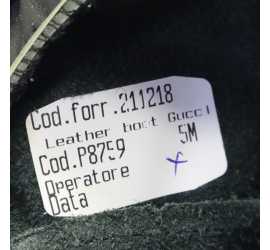 Cod.forr.211218
Leather boot Gucci
Cod.P8759 5M
Operatore
Data